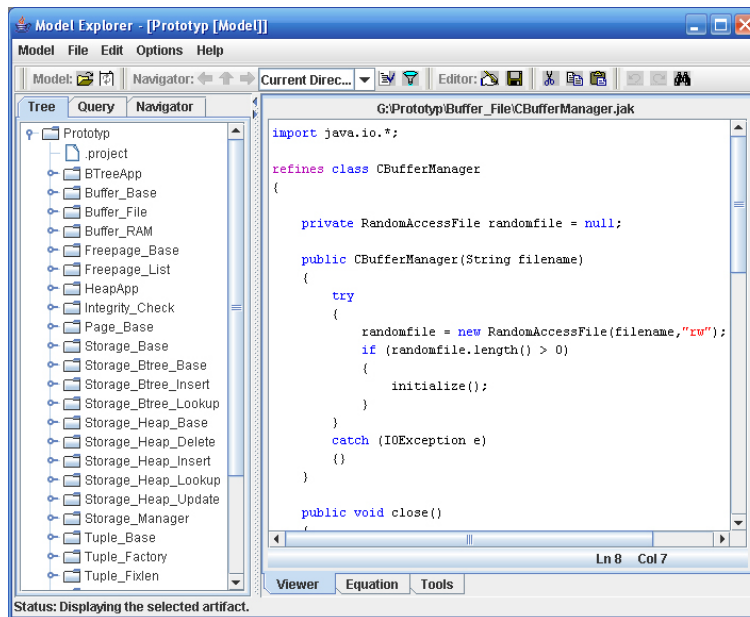 Model Explorer - [Prototyp [Model]]
Model File Edit Options Help
Model: Navigator: Current Direc... Editor:
Tree Query Navigator
Prototyp
.project
BTreeApp
Buffer_Base
Buffer_File
Buffer_RAM
Freepage_Base
Freepage_List
HeapApp
Integrity_Check
Page_Base
Storage_Base
Storage_Btree_Base
Storage_Btree_Insert
Storage_Btree_Lookup
Storage_Heap_Base
Storage_Heap_Delete
Storage_Heap_Insert
Storage_Heap_Lookup
Storage_Heap_Update
Storage_Manager
Tuple_Base
Tuple_Factory
Tuple_Fixlen
G:\Prototyp\Buffer_File\CBufferManager.jak
import java.io.*;
refines class CBufferManager
{
private RandomAccessFile randomfile = null;
public CBufferManager(String filename)
{
try
{
randomfile = new RandomAccessFile(filename,"rw");
if (randomfile.length() > 0)
{
initialize();
}
}
catch (IOException e)
{}
}
public void close()
{
Ln 8 Col 7
Viewer Equation Tools
Status: Displaying the selected artifact.